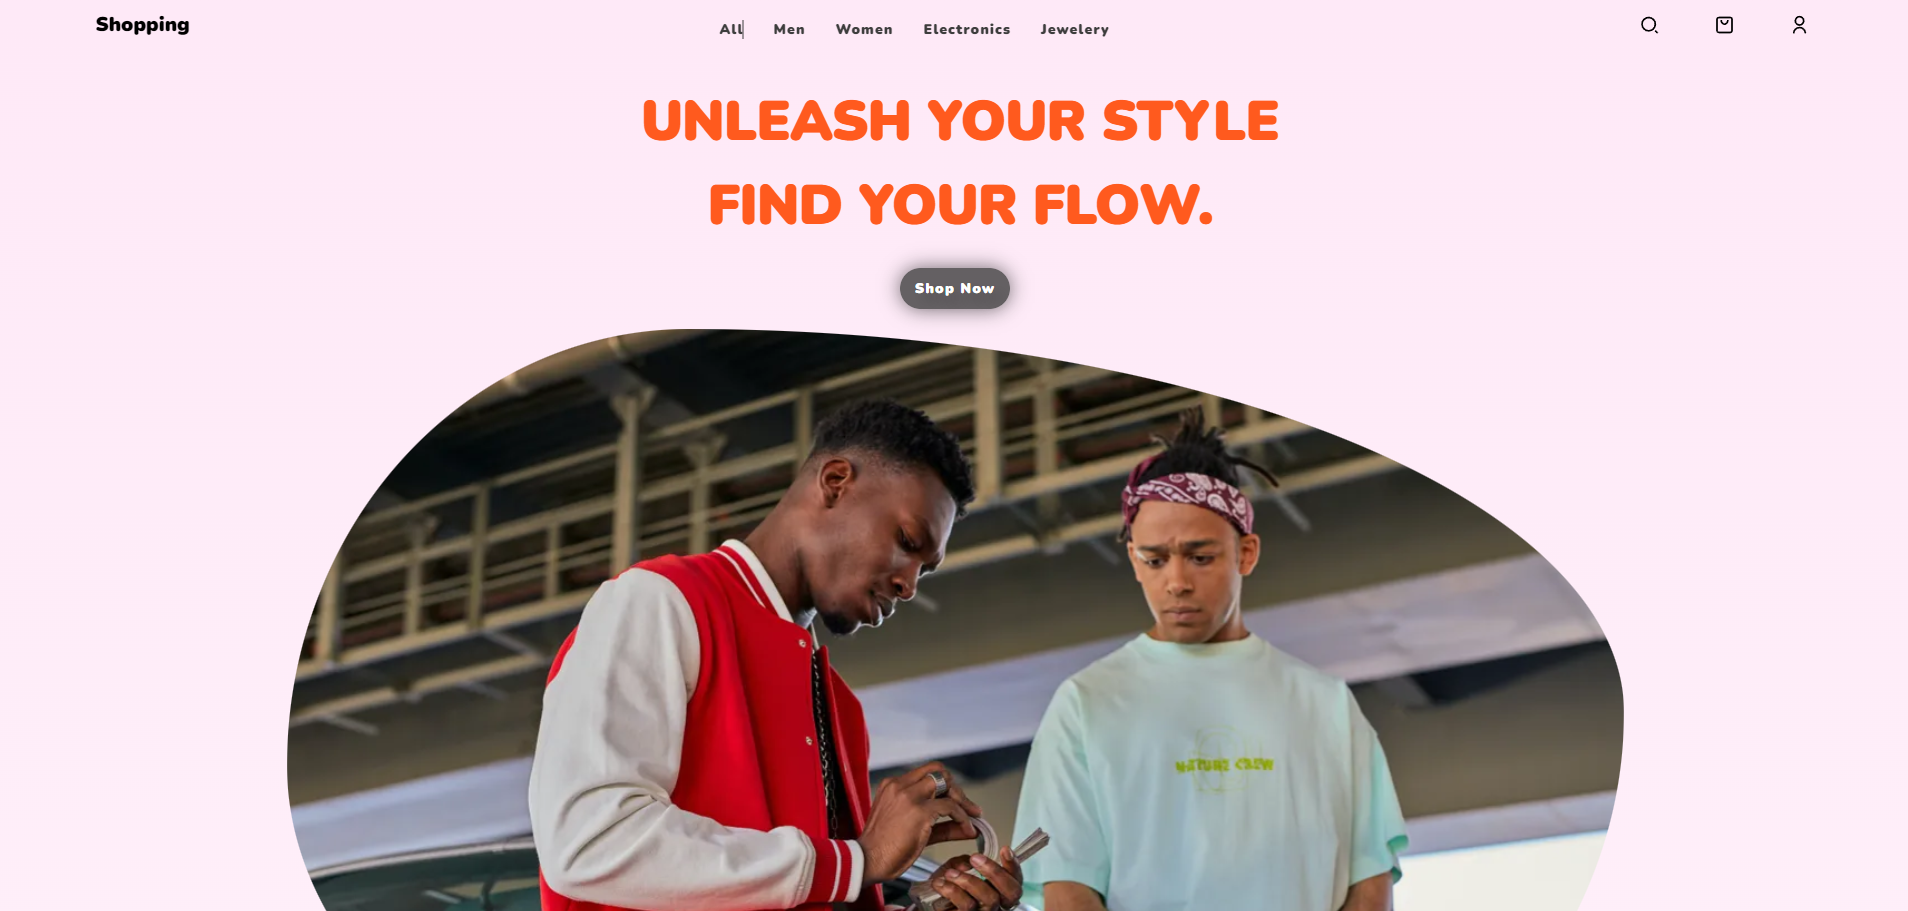 Shopping
All Men Women Electronics Jewelery
UNLEASH YOUR STYLE
FIND YOUR FLOW.
Shop Now
NATURE CREW